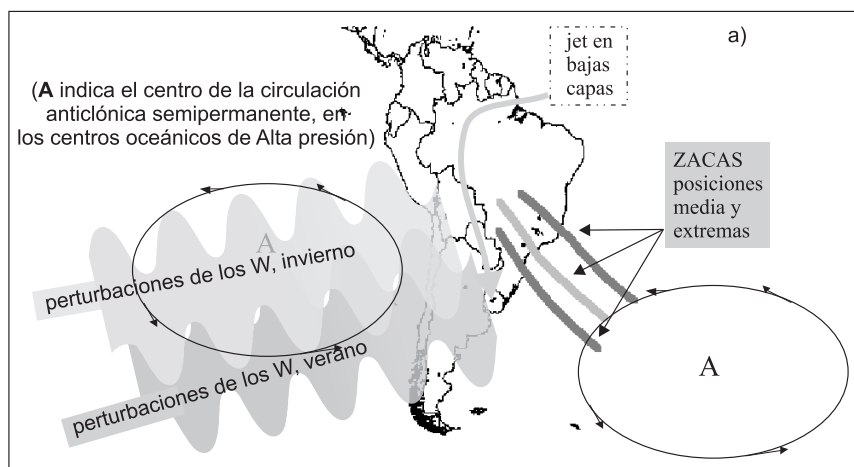 a)
jet en
bajas
capas
(A indica el centro de la circulación
anticlónica semipermanente, en
los centros oceánicos de Alta presión)
ZACAS
posiciones
media y
extremas
A
perturbaciones de los W, invierno
perturbaciones de los W, verano
A